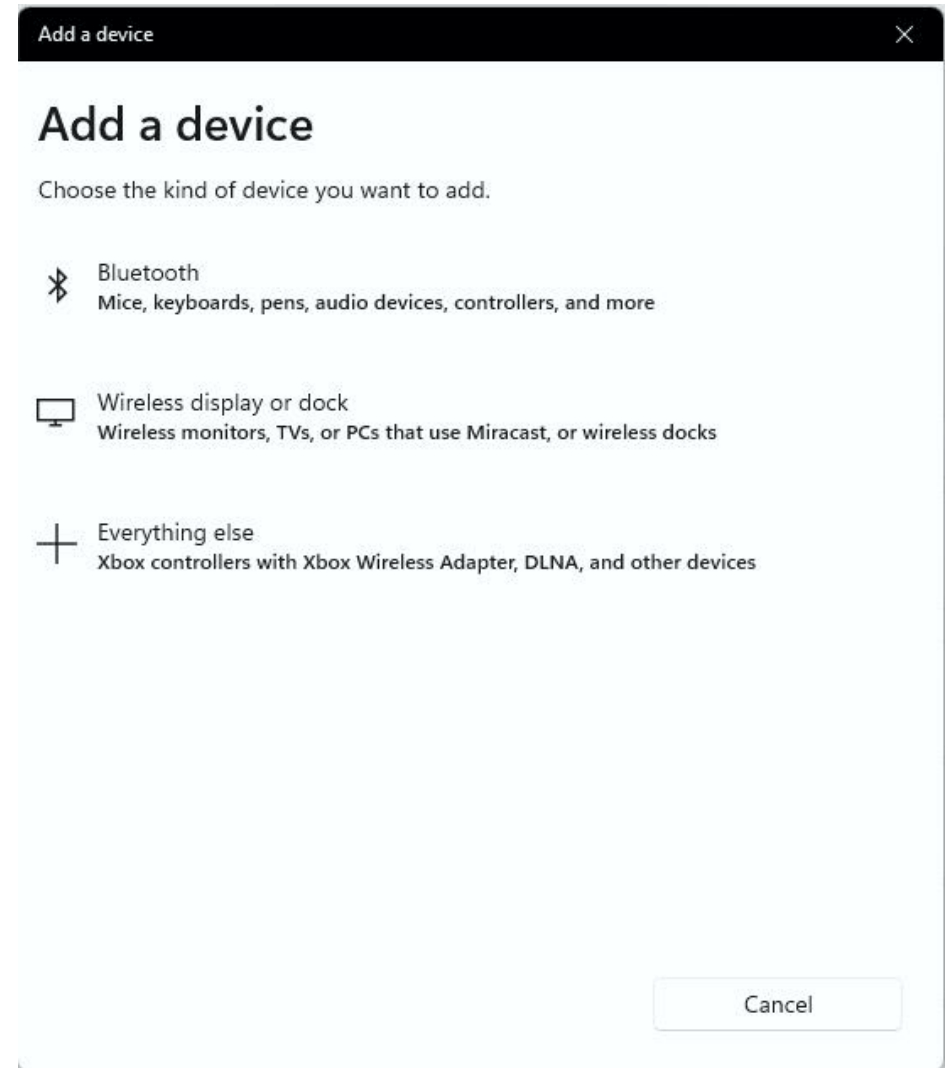 Add a device
Add a device
Choose the kind of device you want to add.
Bluetooth
Mice, keyboards, pens, audio devices, controllers, and more
Wireless display or dock
Wireless monitors, TVs, or PCs that use Miracast, or wireless docks
Everything else
Xbox controllers with Xbox Wireless Adapter, DLNA, and other devices
Cancel